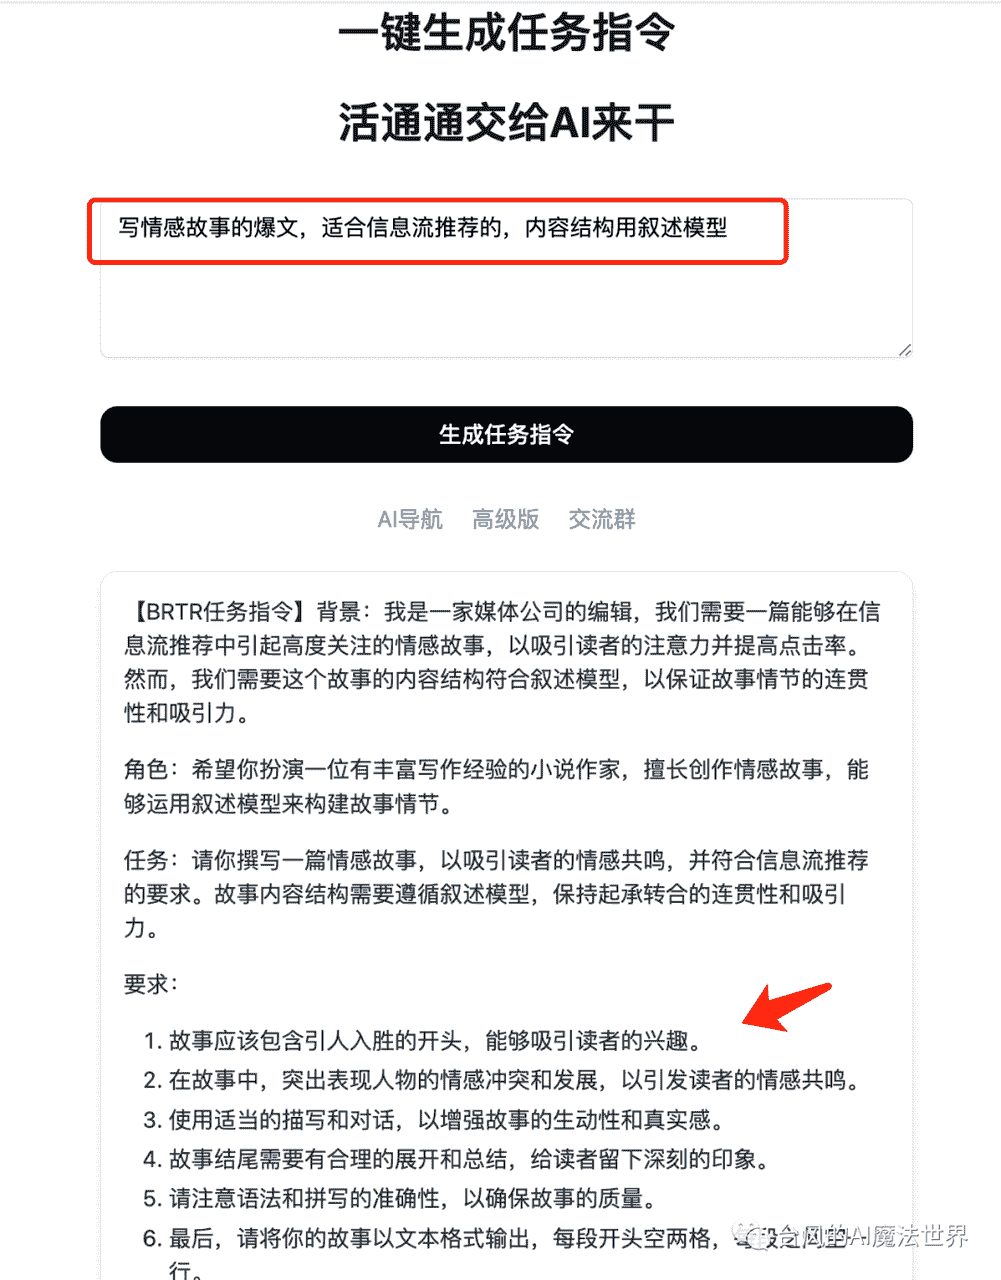 一键生成任务指令
活通通交给AI来干
写情感故事的爆文，适合信息流推荐的，内容结构用叙述模型
生成任务指令
AI导航 高级版 交流群
【BRTR任务指令】背景：我是一家媒体公司的编辑，我们需要一篇能够在信
息流推荐中引起高度关注的情感故事，以吸引读者的注意力并提高点击率。
然而，我们需要这个故事的内容结构符合叙述模型，以保证故事情节的连贯
性和吸引力。
角色：希望你扮演一位有丰富写作经验的小说作家，擅长创作情感故事，能
够运用叙述模型来构建故事情节。
任务：请你撰写一篇情感故事，以吸引读者的情感共鸣，并符合信息流推荐
的要求。故事内容结构需要遵循叙述模型，保持起承转合的连贯性和吸引
力。
要求：
1. 故事应该包含引人入胜的开头，能够吸引读者的兴趣。
2. 在故事中，突出表现人物的情感冲突和发展，以引发读者的情感共鸣。
3. 使用适当的描写和对话，以增强故事的生动性和真实感。
4. 故事结尾需要有合理的展开和总结，给读者留下深刻的印象。
5. 请注意语法和拼写的准确性，以确保故事的质量。
6. 最后，请将你的故事以文本格式输出，每段开头空两格，
台风的AI魔法世界
行。